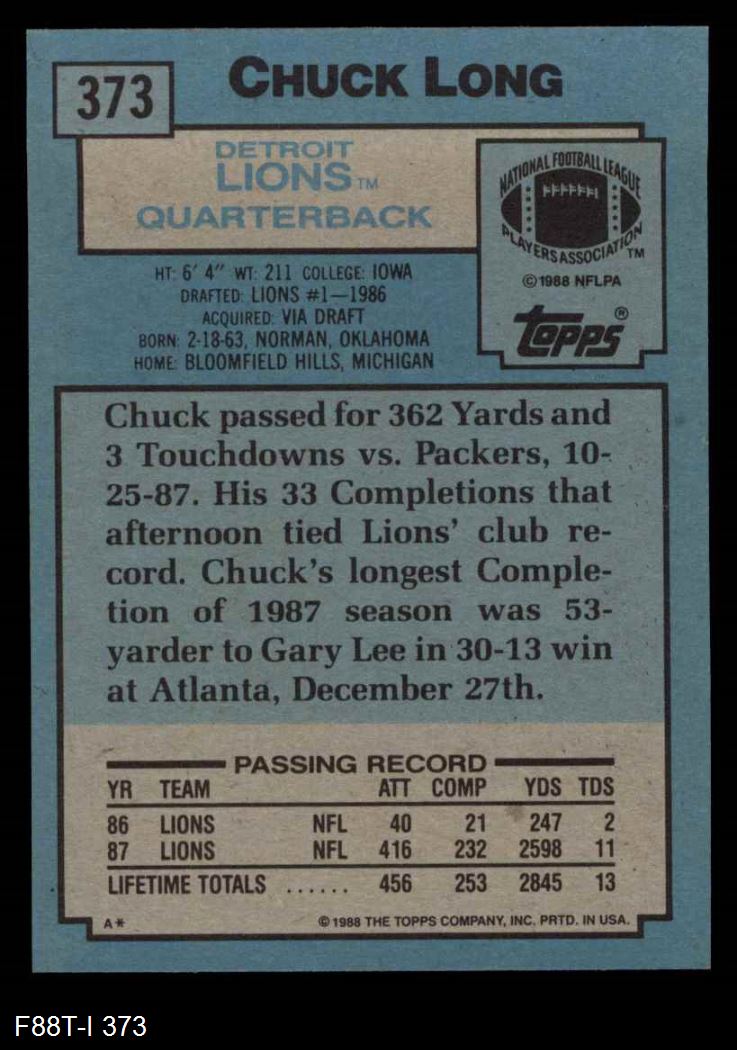 373
CHUCK LONG
DETROIT
LIONS™
QUARTERBACK
NATIONAL FOOTBALL LEAGUE
PLAYERS ASSOCIATION™
©1988 NFLPA
topps®
HT: 6' 4" WT: 211 COLLEGE: IOWA
DRAFTED: LIONS #1—1986
ACQUIRED: VIA DRAFT
BORN: 2-18-63, NORMAN, OKLAHOMA
HOME: BLOOMFIELD HILLS, MICHIGAN
Chuck passed for 362 Yards and
3 Touchdowns vs. Packers, 10-
25-87. His 33 Completions that
afternoon tied Lions' club re-
cord. Chuck's longest Comple-
tion of 1987 season was 53-
yarder to Gary Lee in 30-13 win
at Atlanta, December 27th.
PASSING RECORD
YR TEAM ATT COMP YDS TDS
86 LIONS NFL 40 21 247 2
87 LIONS NFL 416 232 2598 11
LIFETIME TOTALS ...... 456 253 2845 13
A* ©1988 THE TOPPS COMPANY, INC. PRTD. IN USA.
F88T-I 373